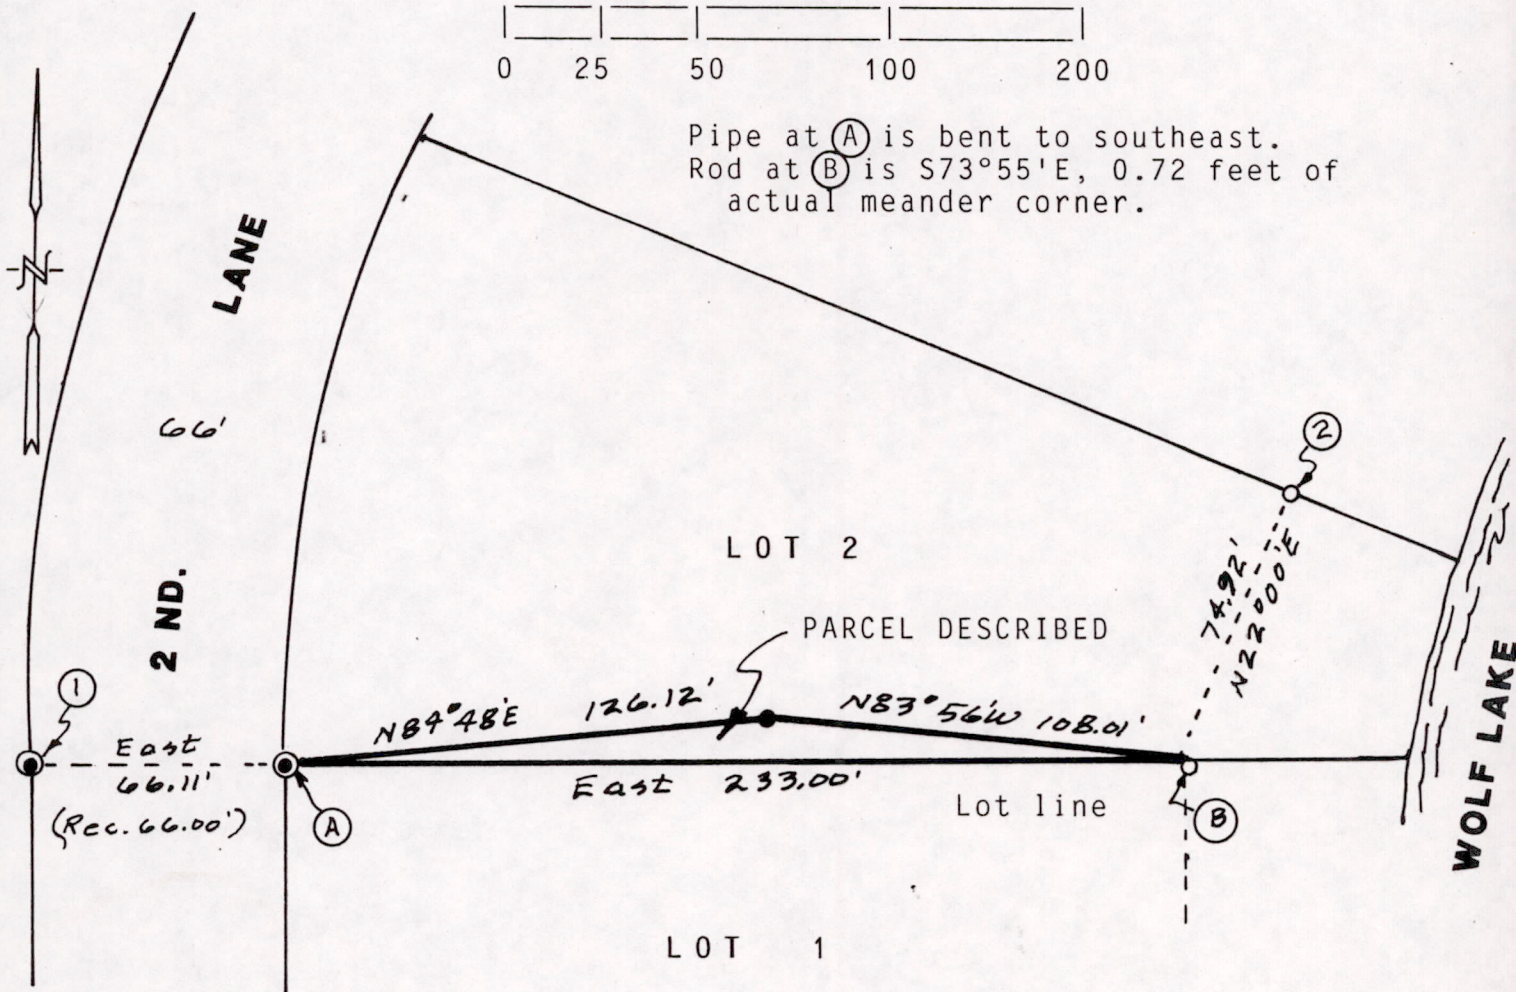 0 25 50 100 200
Pipe at Ⓐ is bent to southeast.
Rod at Ⓑ is S73°55'E, 0.72 feet of
actual meander corner.
N
LANE
66'
2 ND.
2
LOT 2
74.92'
N22°00'E
PARCEL DESCRIBED
WOLF LAKE
1
N84°48'E 126.12'
N83°56'W 108.01'
East
66.11'
(Rec. 66.00')
East 233.00'
Lot line
A
B
LOT 1